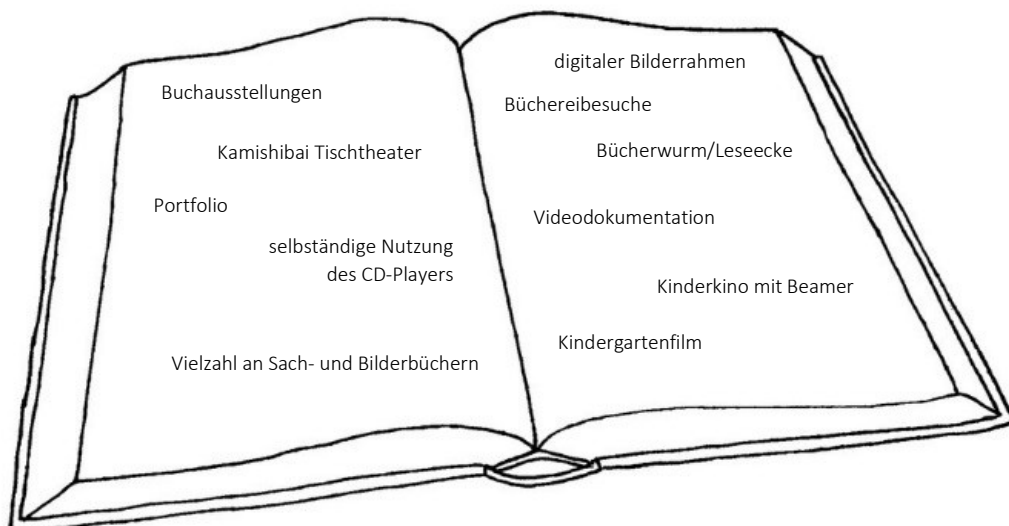 Buchausstellungen
Kamishibai Tischtheater
Portfolio
selbständige Nutzung
des CD-Players
Vielzahl an Sach- und Bilderbüchern
digitaler Bilderrahmen
Büchereibesuche
Bücherwurm/Leseecke
Videodokumentation
Kinderkino mit Beamer
Kindergartenfilm